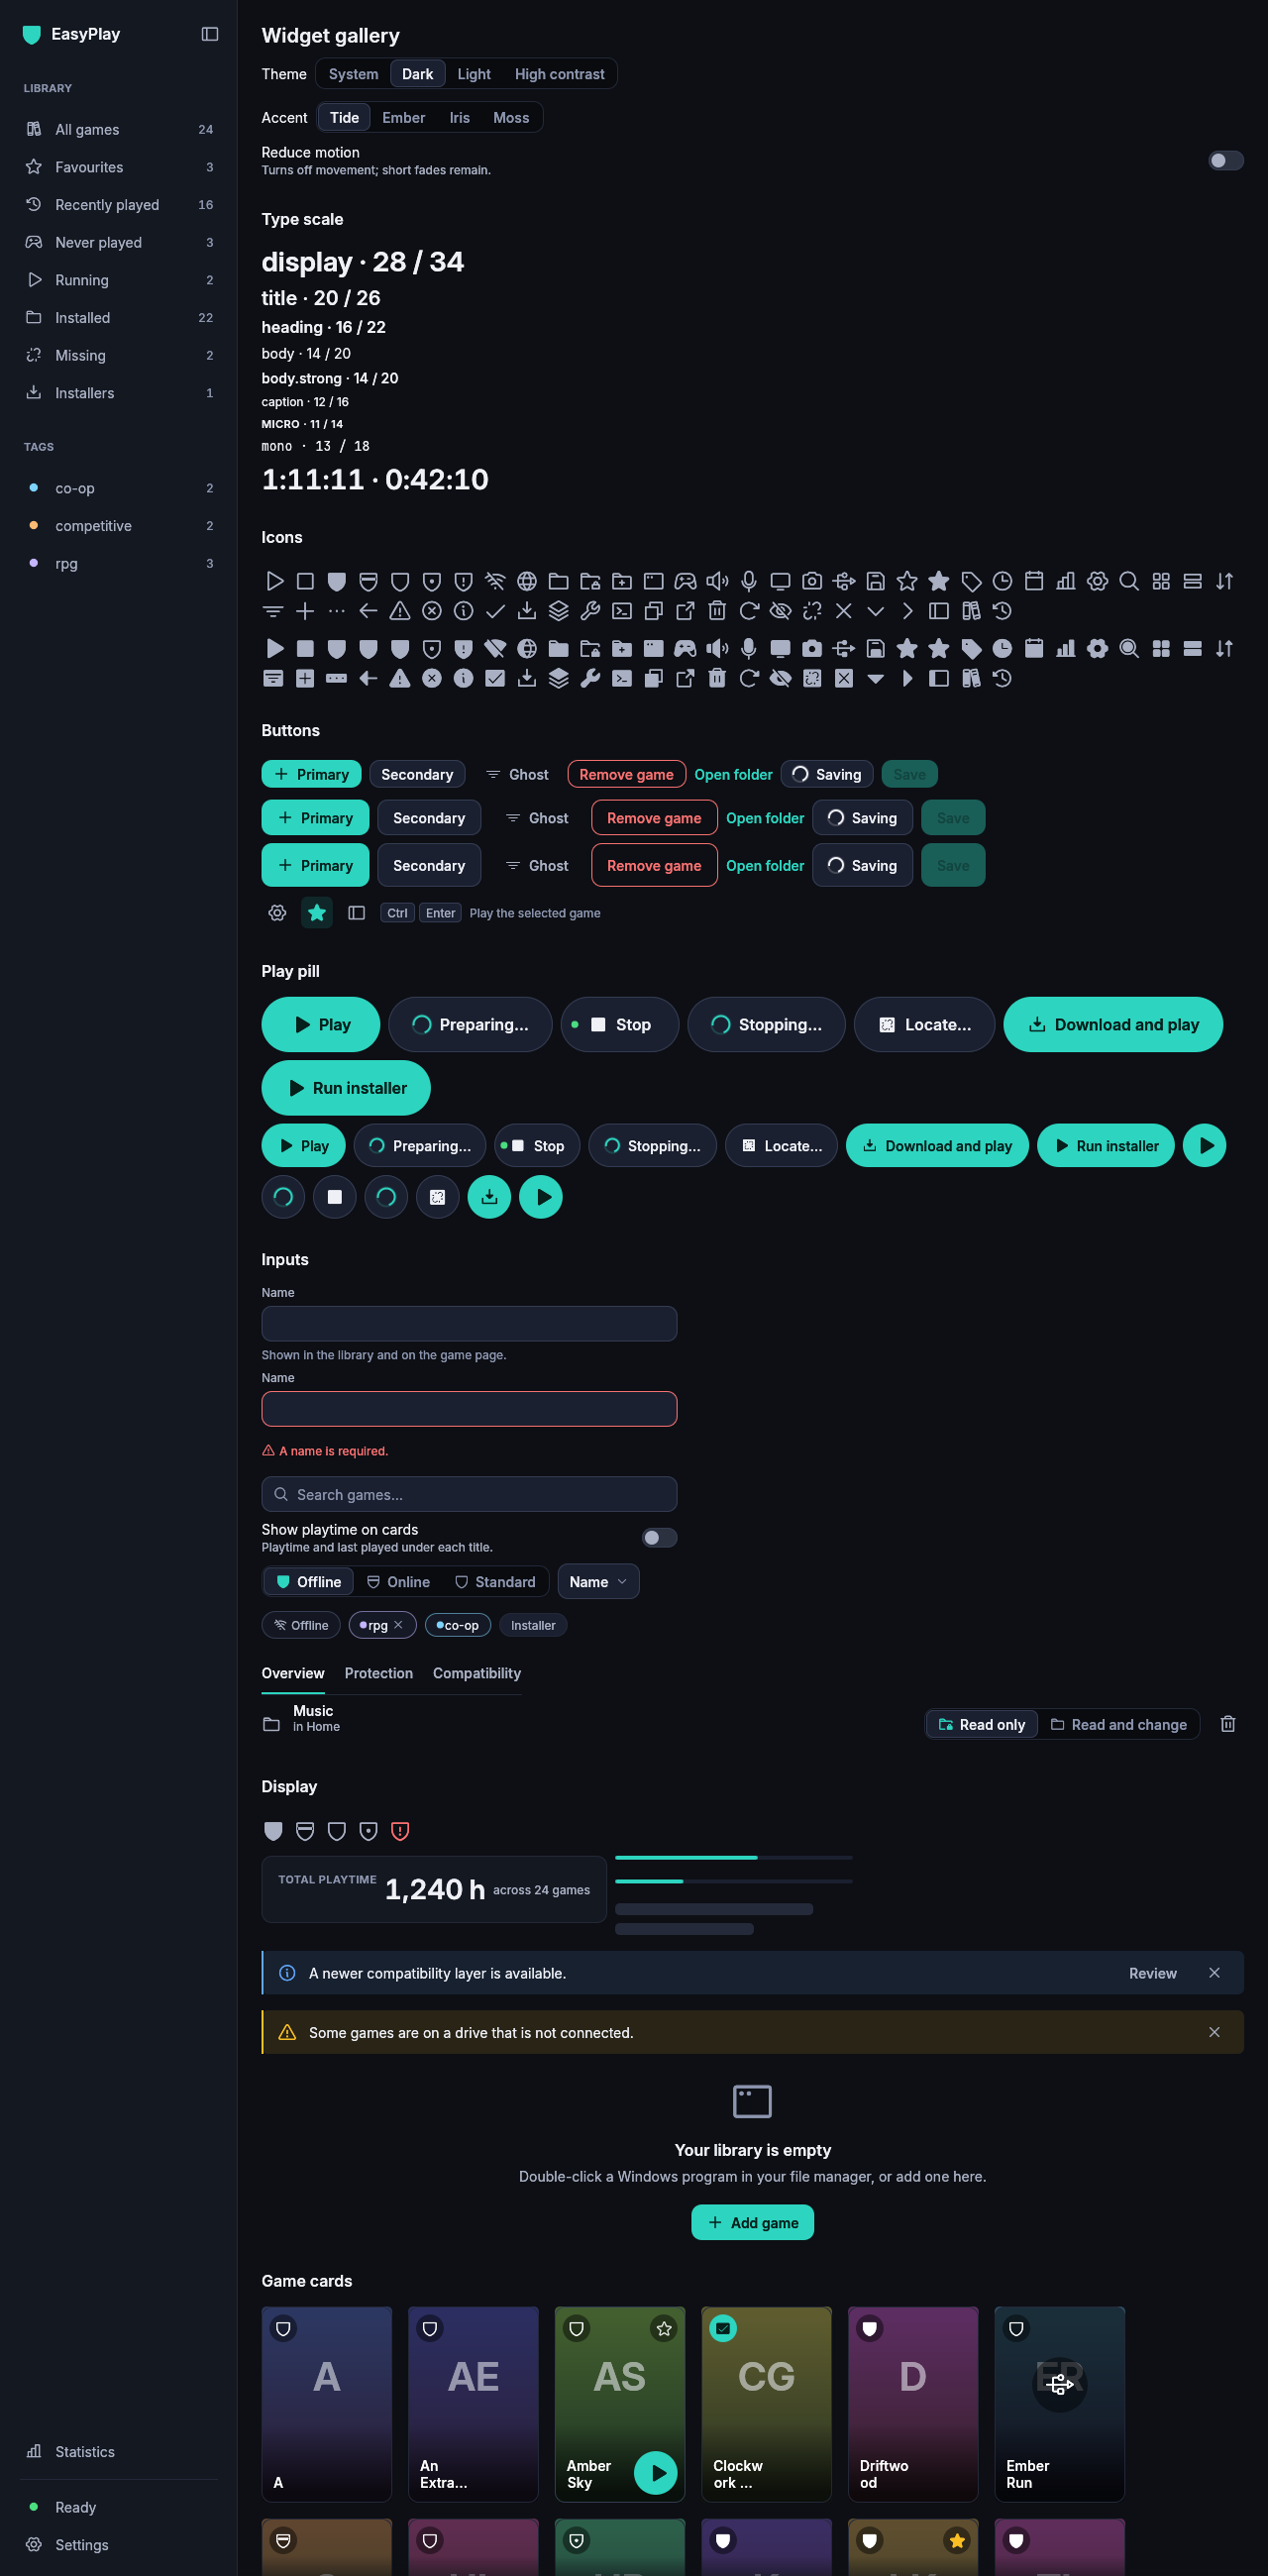 EasyPlay
LIBRARY
All games 24
Favourites 3
Recently played 16
Never played 3
Running 2
Installed 22
Missing 2
Installers 1
TAGS
co-op 2
competitive 2
rpg 3
Statistics
Ready
Settings
Widget gallery
Theme System Dark Light High contrast
Accent Tide Ember Iris Moss
Reduce motion
Turns off movement; short fades remain.
Type scale
display · 28 / 34
title · 20 / 26
heading · 16 / 22
body · 14 / 20
body.strong · 14 / 20
caption · 12 / 16
MICRO · 11 / 14
mono · 13 / 18
1:11:11 · 0:42:10
Icons
Buttons
Primary Secondary Ghost Remove game Open folder Saving Save
Primary Secondary Ghost Remove game Open folder Saving Save
Primary Secondary Ghost Remove game Open folder Saving Save
Ctrl Enter Play the selected game
Play pill
Play Preparing... Stop Stopping... Locate... Download and play
Run installer
Play Preparing... Stop Stopping... Locate... Download and play Run installer
Inputs
Name
Shown in the library and on the game page.
Name
A name is required.
Search games...
Show playtime on cards
Playtime and last played under each title.
Offline Online Standard Name
Offline rpg co-op Installer
Overview Protection Compatibility
Music
in Home
Read only Read and change
Display
TOTAL PLAYTIME 1,240 h across 24 games
A newer compatibility layer is available. Review
Some games are on a drive that is not connected.
Your library is empty
Double-click a Windows program in your file manager, or add one here.
Add game
Game cards
A AE AS CG D ER
A
An
Extra...
Amber
Sky
Clockw
ork ...
Driftwo
od
Ember
Run